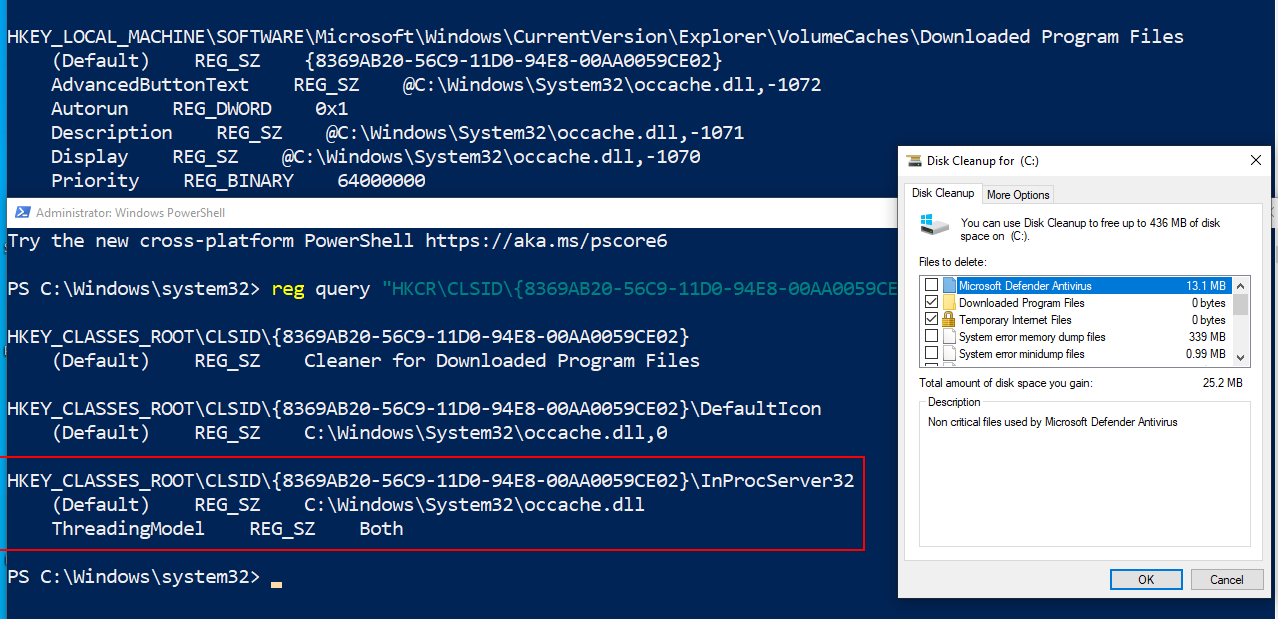 HKEY_LOCAL_MACHINE\SOFTWARE\Microsoft\Windows\CurrentVersion\Explorer\VolumeCaches\Downloaded Program Files
(Default)    REG_SZ    {8369AB20-56C9-11D0-94E8-00AA0059CE02}
AdvancedButtonText    REG_SZ    @C:\Windows\System32\occache.dll,-1072
Autorun    REG_DWORD    0x1
Description    REG_SZ    @C:\Windows\System32\occache.dll,-1071
Display    REG_SZ    @C:\Windows\System32\occache.dll,-1070
Priority    REG_BINARY    64000000
Administrator: Windows PowerShell
Try the new cross-platform PowerShell https://aka.ms/pscore6
PS C:\Windows\system32> reg query "HKCR\CLSID\{8369AB20-56C9-11D0-94E8-00AA0059CE
HKEY_CLASSES_ROOT\CLSID\{8369AB20-56C9-11D0-94E8-00AA0059CE02}
(Default)    REG_SZ    Cleaner for Downloaded Program Files
HKEY_CLASSES_ROOT\CLSID\{8369AB20-56C9-11D0-94E8-00AA0059CE02}\DefaultIcon
(Default)    REG_SZ    C:\Windows\System32\occache.dll,0
HKEY_CLASSES_ROOT\CLSID\{8369AB20-56C9-11D0-94E8-00AA0059CE02}\InProcServer32
(Default)    REG_SZ    C:\Windows\System32\occache.dll
ThreadingModel    REG_SZ    Both
PS C:\Windows\system32>
Disk Cleanup for (C:)
Disk Cleanup More Options
You can use Disk Cleanup to free up to 436 MB of disk
space on (C:).
Files to delete:
Microsoft Defender Antivirus 13.1 MB
Downloaded Program Files 0 bytes
Temporary Internet Files 0 bytes
System error memory dump files 339 MB
System error minidump files 0.99 MB
Total amount of disk space you gain: 25.2 MB
Description
Non critical files used by Microsoft Defender Antivirus
OK Cancel